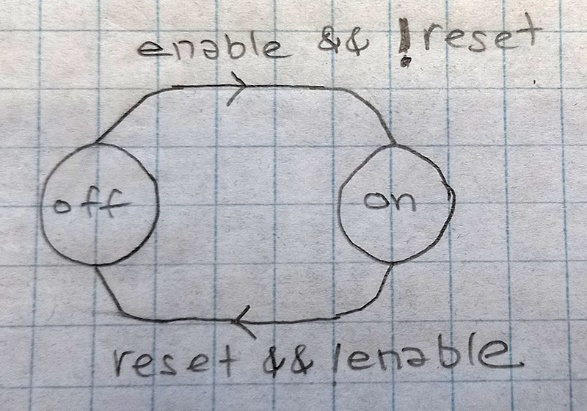 enable && !reset
off
on
reset && !enable